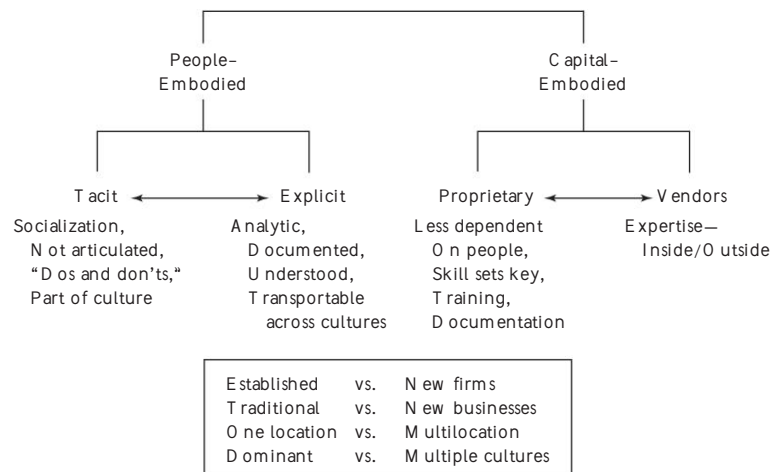 People–
Embodied
Capital–
Embodied
Tacit
Explicit
Proprietary
Vendors
Socialization,
Not articulated,
“Dos and don’ts,”
Part of culture
Analytic,
Documented,
Understood,
Transportable
across cultures
Less dependent
On people,
Skill sets key,
Training,
Documentation
Expertise—
Inside/Outside
Established vs. New firms
Traditional vs. New businesses
One location vs. Multilocation
Dominant vs. Multiple cultures